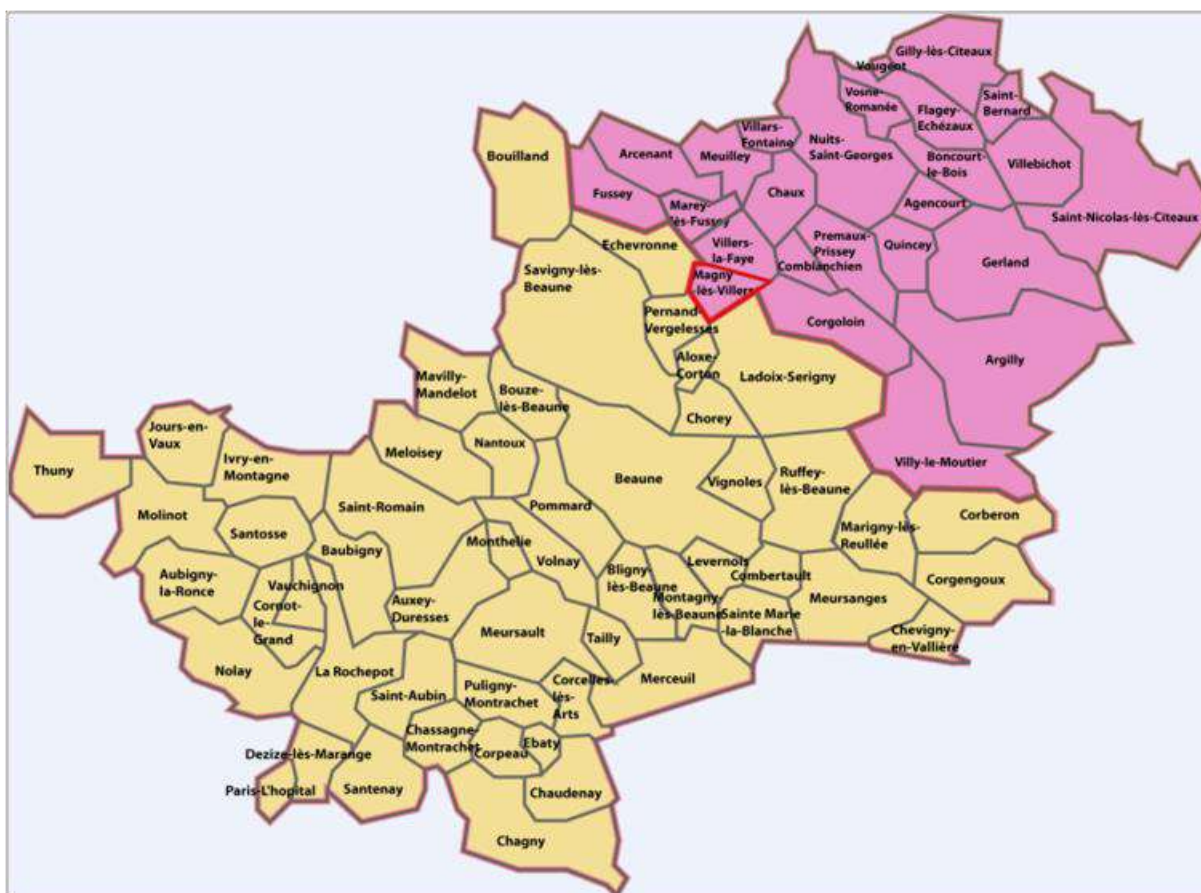 Gilly-lès-Citeaux
Vougeot
Vosne-
Romanée
Flagey-
Echézaux
Saint-
Bernard
Villars-
Fontaine
Nuits-
Saint-Georges
Bouilland
Arcenant
Meuilley
Boncourt-
le-Bois
Villebichot
Fussey
Chaux
Marey-
lès-Fussey
Agencourt
Saint-Nicolas-lès-Citeaux
Echevronne
Villers-
la-Faye
Premaux-
Prissey
Quincey
Comblanchien
Gerland
Savigny-lès-
Beaune
Magny
-lès-Villers
Pernand-
Vergelesses
Corgoloin
Argilly
Aloxe-
Corton
Ladoix-Serigny
Mavilly-
Mandelot
Bouze-
lès-Beaune
Chorey
Jours-en-
Vaux
Nantoux
Meloisey
Ivry-en-
Montagne
Thuny
Villy-le-Moutier
Beaune
Vignoles
Ruffey-
lès-Beaune
Saint-Romain
Pommard
Molinot
Santosse
Corberon
Marigny-lès-
Reullée
Monthelie
Baubigny
Volnay
Levernois
Bligny-
lès-Beaune
Combertault
Aubigny-
la-Ronce
Vauchignon
Corgengoux
Montagny-
lès-Beaune
Meursanges
Auxey-
Duresses
Cornot-
le-
Grand
Sainte Marie
-la-Blanche
Meursault
Tailly
Chevigny-
en-Vallière
Nolay
La Rochepot
Merceuil
Corcelles-
lès-
Arts
Puligny-
Montrachet
Saint-Aubin
Chassagne-
Montrachet
Ebaty
Corpeau
Dezize-lès-Marange
Paris-L'hopital
Santenay
Chaudenay
Chagny